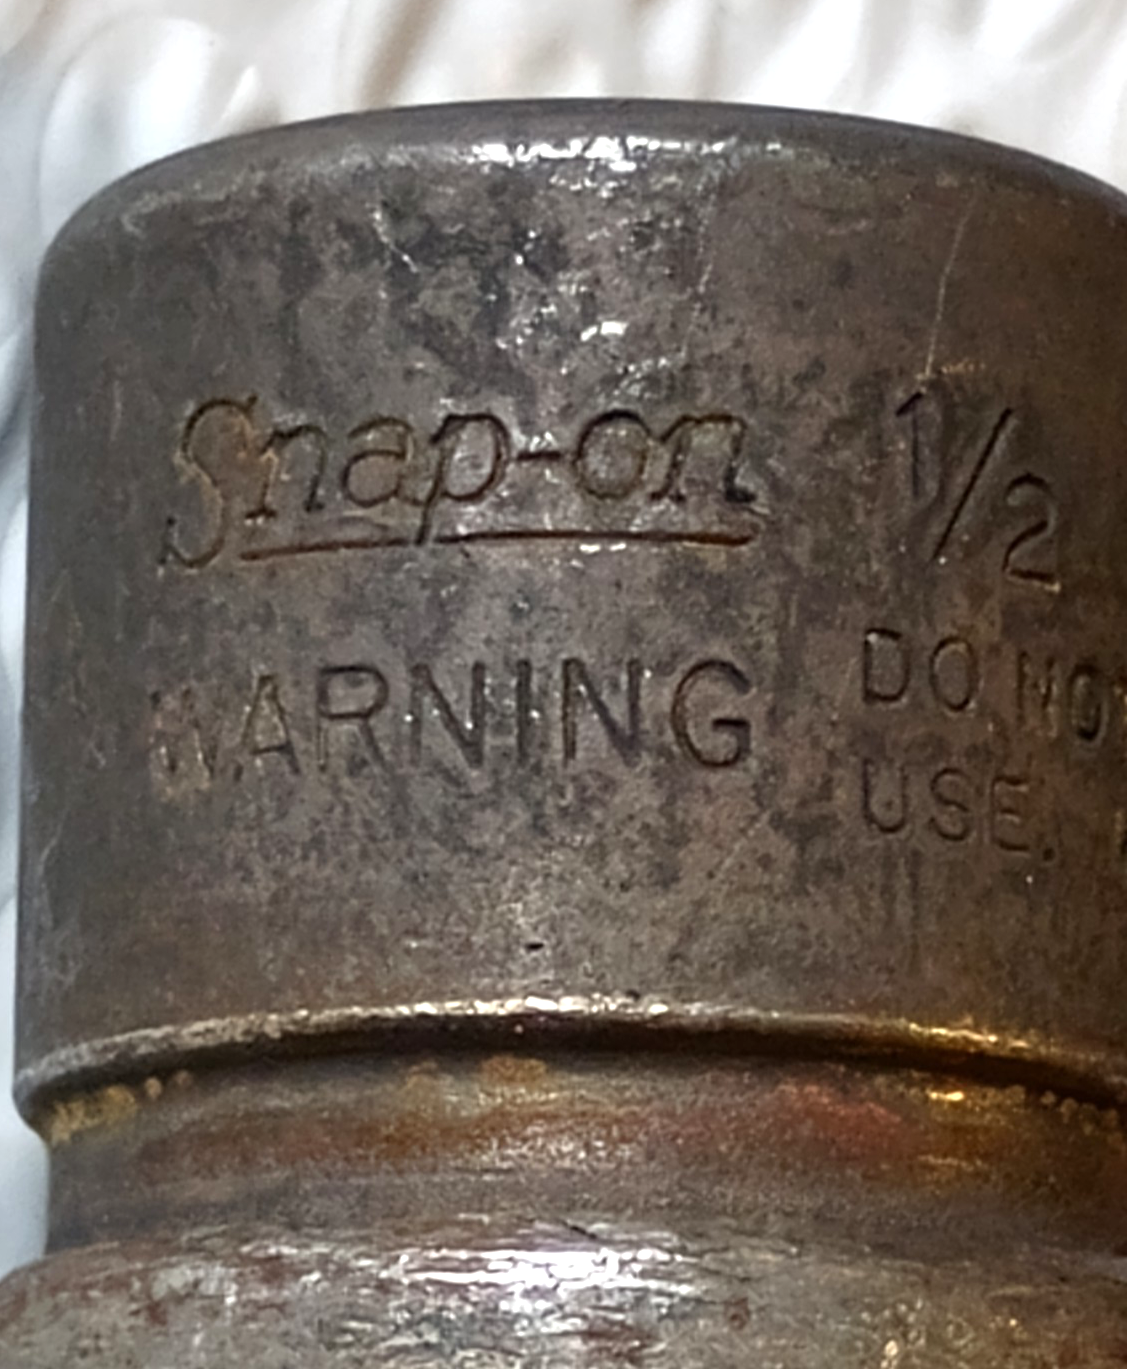 Snap-on 1/2
WARNING DO NOT
USE.